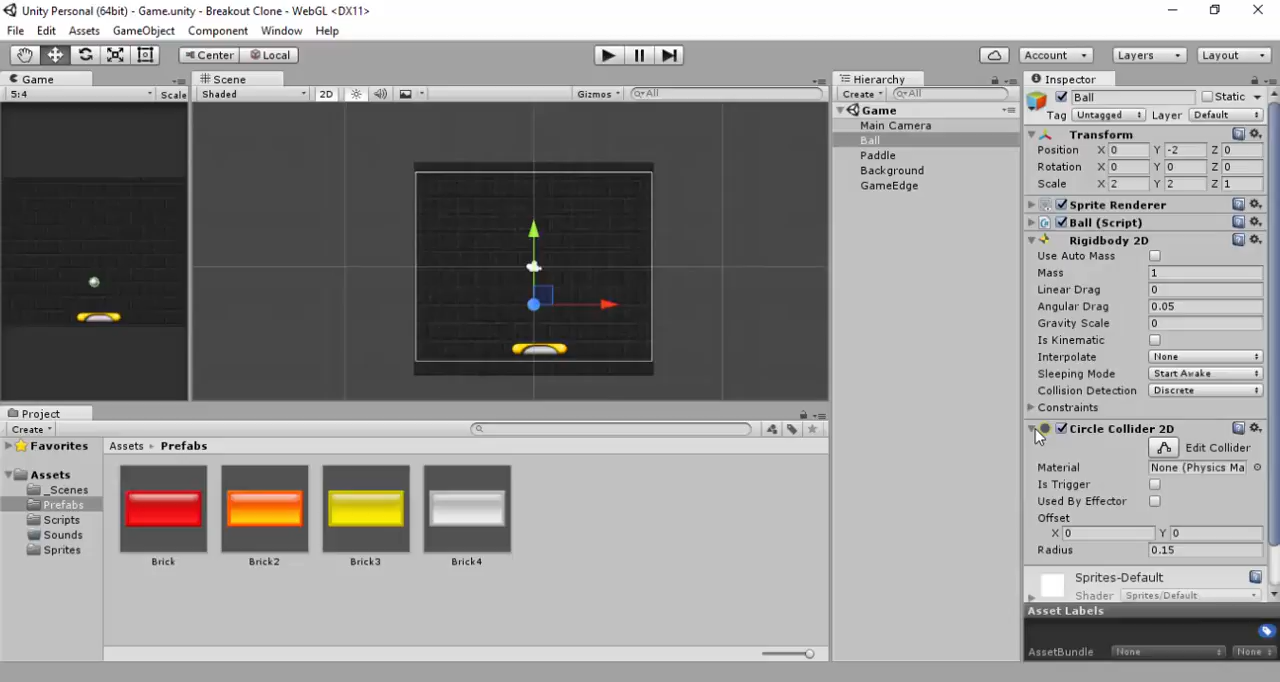 Unity Personal (64bit) - Game.unity - Breakout Clone - WebGL <DX11>
File Edit Assets GameObject Component Window Help
Center Local
Account Layers Layout
Game
5:4 Scale
Scene
Shaded 2D Gizmos All
Hierarchy
Create All
Game
Main Camera
Ball
Paddle
Background
GameEdge
Inspector
Ball Static
Tag Untagged Layer Default
Transform
Position X 0 Y -2 Z 0
Rotation X 0 Y 0 Z 0
Scale X 2 Y 2 Z 1
Sprite Renderer
Ball (Script)
Rigidbody 2D
Use Auto Mass
Mass 1
Linear Drag 0
Angular Drag 0.05
Gravity Scale 0
Is Kinematic
Interpolate None
Sleeping Mode Start Awake
Collision Detection Discrete
Constraints
Circle Collider 2D
Edit Collider
Material None (Physics Ma
Is Trigger
Used By Effector
Offset
X 0 Y 0
Radius 0.15
Sprites-Default
Shader Sprites/Default
Asset Labels
AssetBundle None None
Project
Create
Favorites
Assets
_Scenes
Prefabs
Scripts
Sounds
Sprites
Assets Prefabs
Brick Brick2 Brick3 Brick4